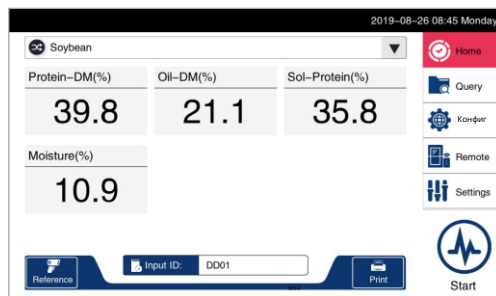 2019-08-26 08:45 Monday
Soybean
Home
Protein-DM(%)
Oil-DM(%)
Sol-Protein(%)
39.8
21.1
35.8
Query
Конфиг
Moisture(%)
10.9
Remote
Settings
Reference
Input ID:
DD01
Print
Start